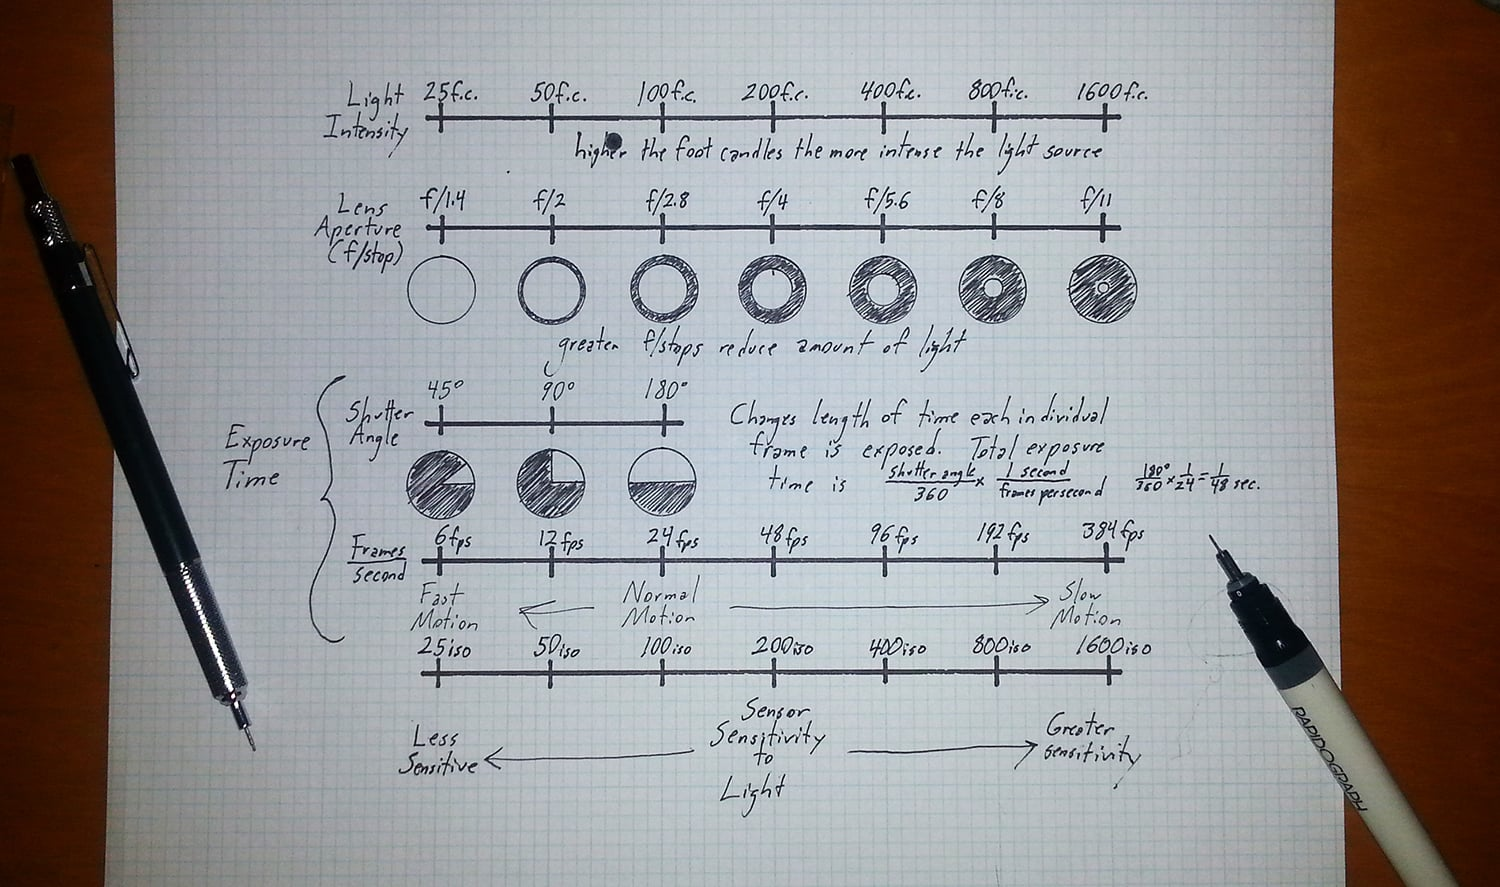 Light Intensity
25f.c. 50f.c. 100f.c. 200f.c. 400f.c. 800f.c. 1600f.c.
higher the foot candles the more intense the light source
Lens Aperture (f/stop)
f/1.4 f/2 f/2.8 f/4 f/5.6 f/8 f/11
greater f/stops reduce amount of light
Exposure Time
Shutter Angle
45° 90° 180°
Changes length of time each individual
frame is exposed. Total exposure
time is shutter angle/360 x 1 second/frames per second 180°/360 x 1/24 = 1/48 sec.
Frames/second
6fps 12fps 24fps 48fps 96fps 192fps 384fps
Fast Motion
Normal Motion
Slow Motion
25iso 50iso 100iso 200iso 400iso 800iso 1600iso
Less Sensitive
Sensor Sensitivity to Light
Greater Sensitivity
RAPIDOGRAPH